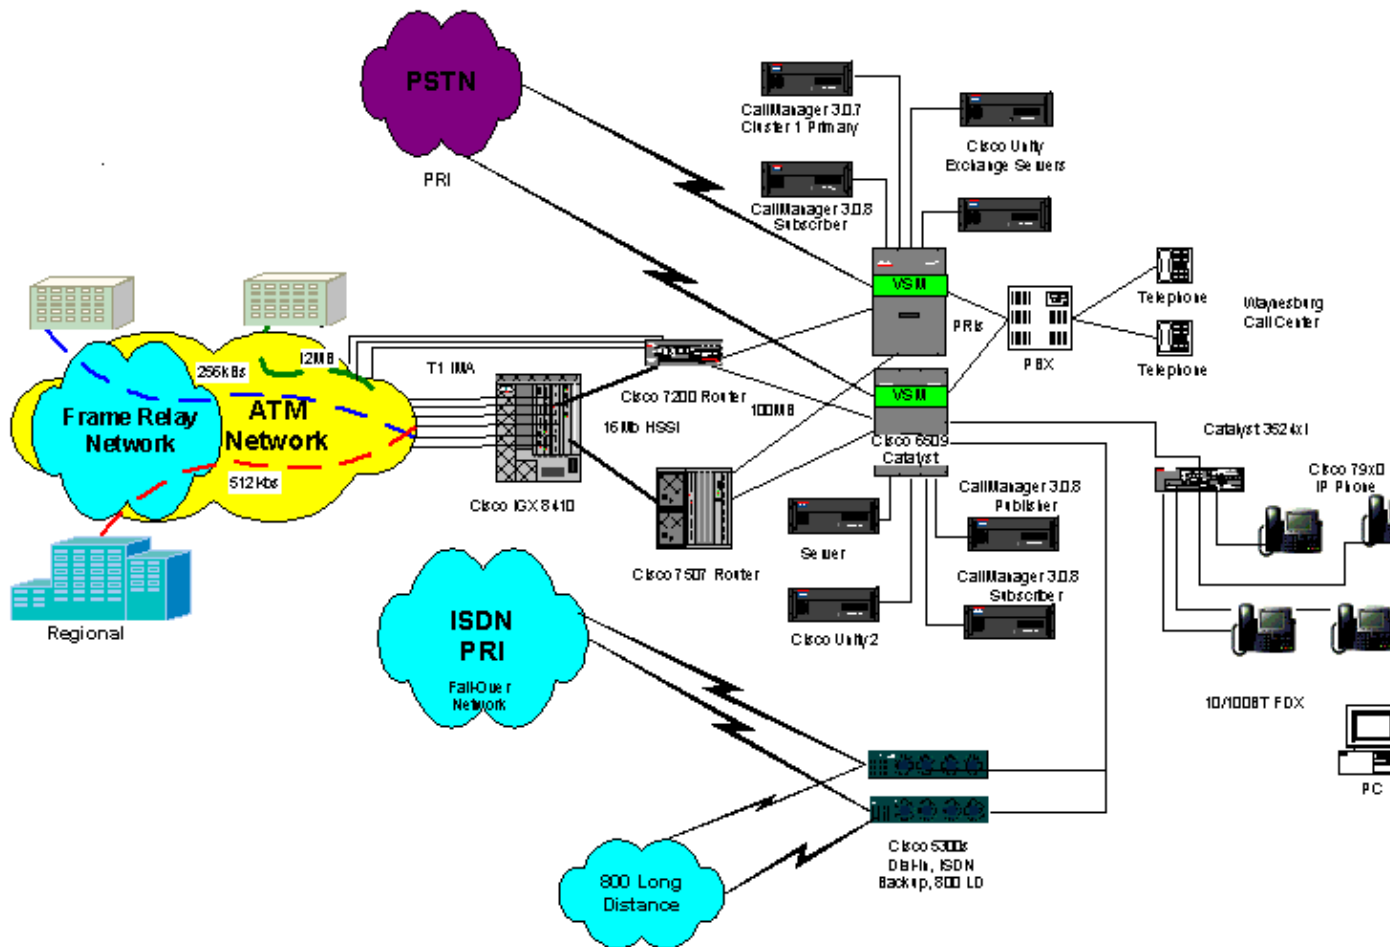 PSTN
PRI
CallManager 3.0.7
Cluster 1 Primary
Cisco Unity
Exchange Servers
CallManager 3.0.8
Subscriber
VSM
PRIs
PBX
Telephone
Telephone
Waynesburg
Call Center
256kBs
12MB
T1 IMA
Frame Relay
Network
ATM
Network
512kbs
Cisco 7200 Router
100MB
16Mb HSSI
VSM
Cisco 6509
Catalyst
Cisco IGX 8410
Cisco 7507 Router
Catalyst 3524xl
Cisco 79x0
IP Phone
CallManager 3.0.8
Publisher
Server
CallManager 3.0.8
Subscriber
Cisco Unity2
Regional
ISDN
PRI
Fall-Over
Network
10/100BT FDX
PC
Cisco 5300s
Dial-In, ISDN
Backup, 800 LD
800 Long
Distance